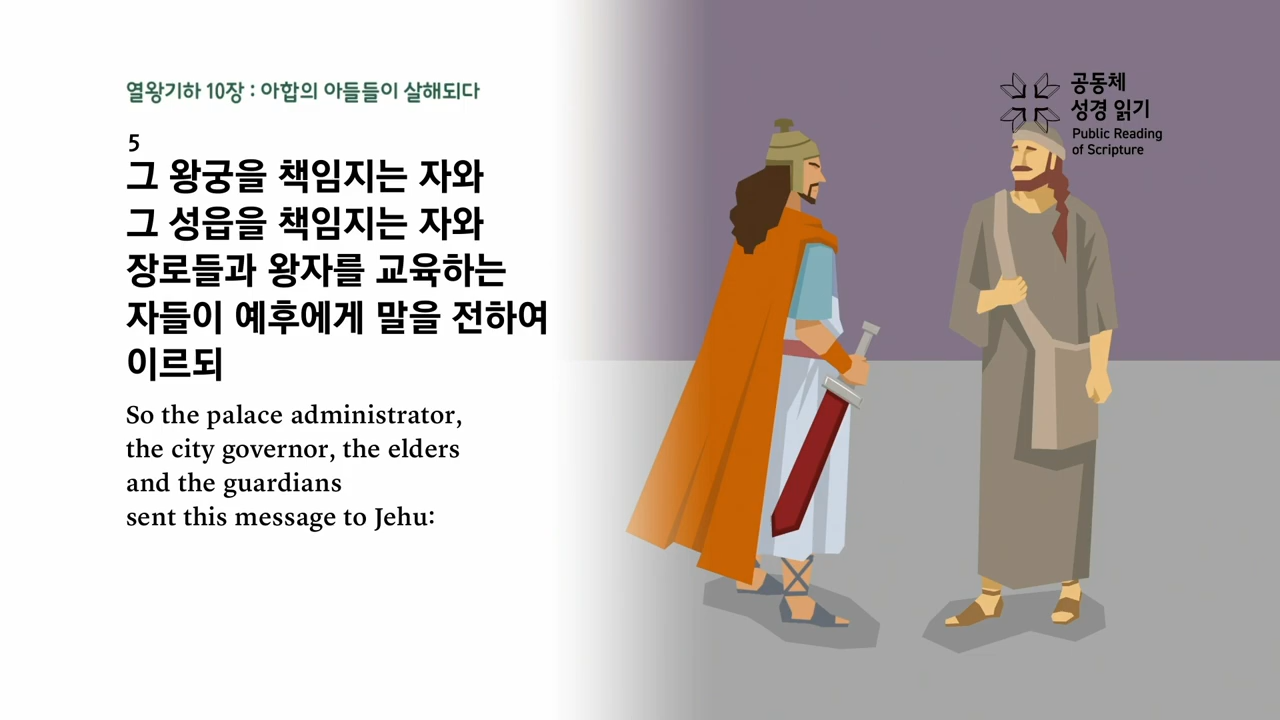 열왕기하 10장 : 아합의 아들들이 살해되다
5
그 왕궁을 책임지는 자와
그 성읍을 책임지는 자와
장로들과 왕자를 교육하는
자들이 예후에게 말을 전하여
이르되
So the palace administrator,
the city governor, the elders
and the guardians
sent this message to Jehu:
공동체
성경 읽기
Public Reading
of Scripture